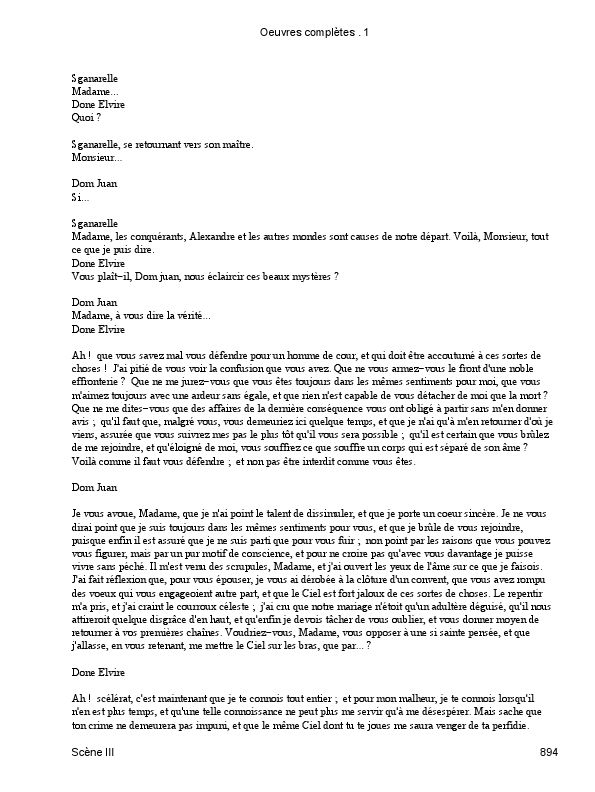 Oeuvres complètes . 1
Sganarelle
Madame...
Done Elvire
Quoi ?
Sganarelle, se retournant vers son maître.
Monsieur...
Dom Juan
Si...
Sganarelle
Madame, les conquérants, Alexandre et les autres mondes sont causes de notre départ. Voilà, Monsieur, tout
ce que je puis dire.
Done Elvire
Vous plaît−il, Dom juan, nous éclaircir ces beaux mystères ?
Dom Juan
Madame, à vous dire la vérité...
Done Elvire
Ah ! que vous savez mal vous défendre pour un homme de cour, et qui doit être accoutumé à ces sortes de
choses ! J'ai pitié de vous voir la confusion que vous avez. Que ne vous armez−vous le front d'une noble
effronterie ? Que ne me jurez−vous que vous êtes toujours dans les mêmes sentiments pour moi, que vous
m'aimez toujours avec une ardeur sans égale, et que rien n'est capable de vous détacher de moi que la mort ?
Que ne me dites−vous que des affaires de la dernière conséquence vous ont obligé à partir sans m'en donner
avis ; qu'il faut que, malgré vous, vous demeuriez ici quelque temps, et que je n'ai qu'à m'en retourner d'où je
viens, assurée que vous suivrez mes pas le plus tôt qu'il vous sera possible ; qu'il est certain que vous brûlez
de me rejoindre, et qu'éloigné de moi, vous souffrez ce que souffre un corps qui est séparé de son âme ?
Voilà comme il faut vous défendre ; et non pas être interdit comme vous êtes.
Dom Juan
Je vous avoue, Madame, que je n'ai point le talent de dissimuler, et que je porte un coeur sincère. Je ne vous
dirai point que je suis toujours dans les mêmes sentiments pour vous, et que je brûle de vous rejoindre,
puisque enfin il est assuré que je ne suis parti que pour vous fuir ; non point par les raisons que vous pouvez
vous figurer, mais par un pur motif de conscience, et pour ne croire pas qu'avec vous davantage je puisse
vivre sans péché. Il m'est venu des scrupules, Madame, et j'ai ouvert les yeux de l'âme sur ce que je faisois.
J'ai fait réflexion que, pour vous épouser, je vous ai dérobée à la clôture d'un convent, que vous avez rompu
des voeux qui vous engageoient autre part, et que le Ciel est fort jaloux de ces sortes de choses. Le repentir
m'a pris, et j'ai craint le courroux céleste ; j'ai cru que notre mariage n'étoit qu'un adultère déguisé, qu'il nous
attireroit quelque disgrâce d'en haut, et qu'enfin je devois tâcher de vous oublier, et vous donner moyen de
retourner à vos premières chaînes. Voudriez−vous, Madame, vous opposer à une si sainte pensée, et que
j'allasse, en vous retenant, me mettre le Ciel sur les bras, que par... ?
Done Elvire
Ah ! scélérat, c'est maintenant que je te connois tout entier ; et pour mon malheur, je te connois lorsqu'il
n'en est plus temps, et qu'une telle connoissance ne peut plus me servir qu'à me désespérer. Mais sache que
ton crime ne demeurera pas impuni, et que le même Ciel dont tu te joues me saura venger de ta perfidie.
Scène III 894